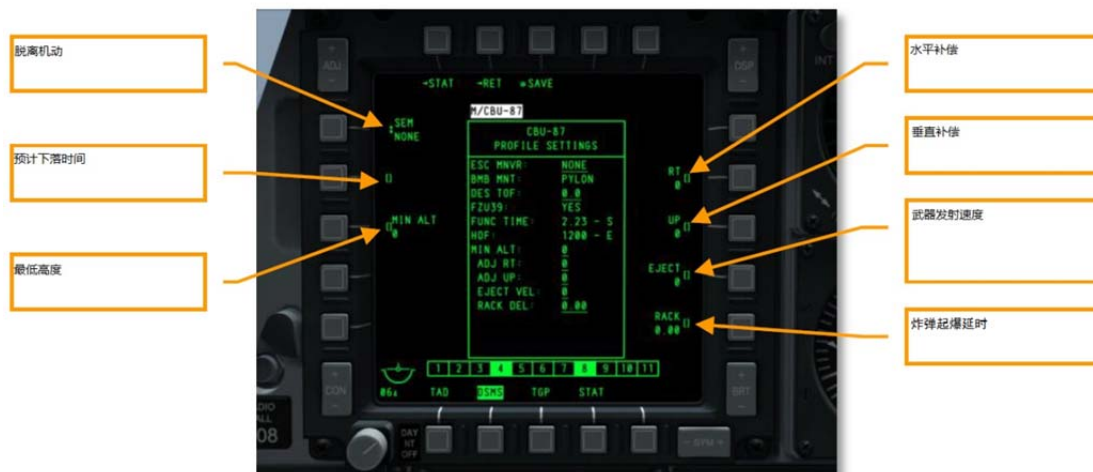 脱离机动
预计下落时间
最低高度
水平补偿
垂直补偿
武器发射速度
炸弹起爆延时
ADJ
DSP
INT
→STAT →RET ✳SAVE
M/CBU-87
SEM
NONE
MIN ALT
0
CBU-87
PROFILE SETTINGS
ESC MNVR: NONE
BMB MNT: PYLON
DES TOF: 0.0
FZU39: YES
FUNC TIME: 2.23 - S
HOF: 1200 - E
MIN ALT: 0
ADJ RT: 0
ADJ UP: 0
EJECT VEL: 0
RACK DEL: 0.00
RT
0
UP
0
EJECT
0
RACK
0.00
1 2 3 4 5 6 7 8 9 10 11
TAD DSMS TGP STAT
CON
BRT
DAY
NT
OFF
- SYM +
08